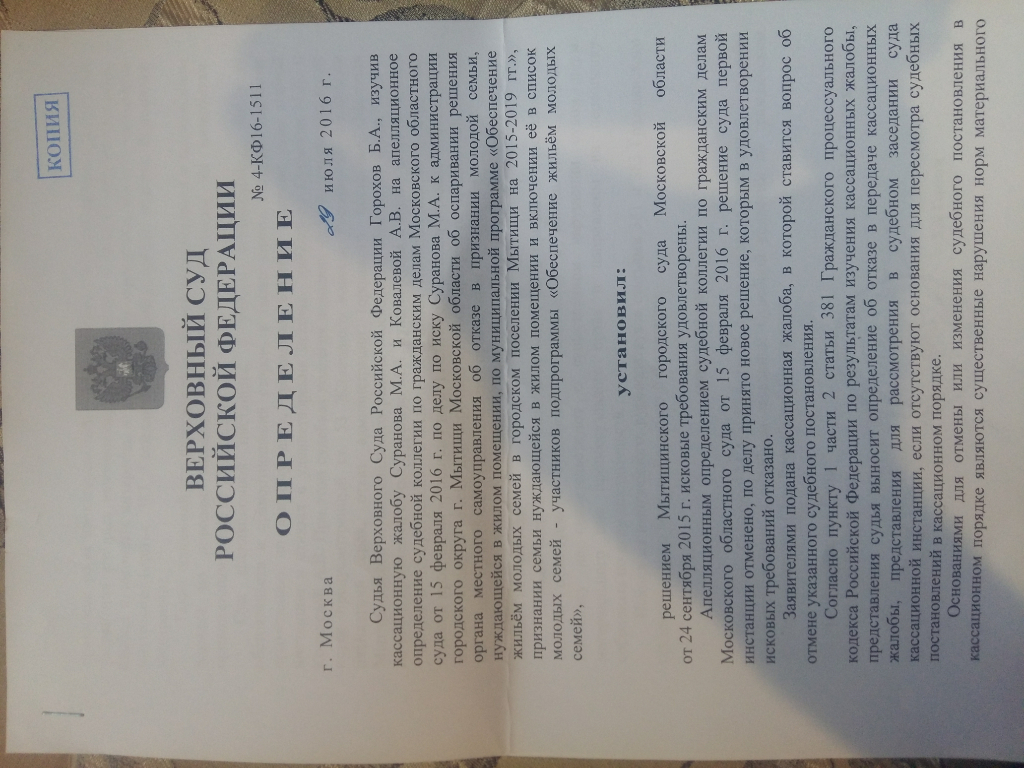 КОПИЯ
ВЕРХОВНЫЙ СУД
РОССИЙСКОЙ ФЕДЕРАЦИИ
№ 4-КФ16-1511
ОПРЕДЕЛЕНИЕ
г. Москва 29 июля 2016 г.
Судья Верховного Суда Российской Федерации Горохов Б.А., изучив
кассационную жалобу Суранова М.А. и Ковалевой А.В. на апелляционное
определение судебной коллегии по гражданским делам Московского областного
суда от 15 февраля 2016 г. по делу по иску Суранова М.А. к администрации
городского округа г. Мытищи Московской области об оспаривании решения
органа местного самоуправления об отказе в признании молодой семьи,
нуждающейся в жилом помещении, по муниципальной программе «Обеспечение
жильём молодых семей в городском поселении Мытищи на 2015-2019 гг.»,
признании семьи нуждающейся в жилом помещении и включении её в список
молодых семей - участников подпрограммы «Обеспечение жильём молодых
семей»,
установил:
решением Мытищинского городского суда Московской области
от 24 сентября 2015 г. исковые требования удовлетворены.
Апелляционным определением судебной коллегии по гражданским делам
Московского областного суда от 15 февраля 2016 г. решение суда первой
инстанции отменено, по делу принято новое решение, которым в удовлетворении
исковых требований отказано.
Заявителями подана кассационная жалоба, в которой ставится вопрос об
отмене указанного судебного постановления.
Согласно пункту 1 части 2 статьи 381 Гражданского процессуального
кодекса Российской Федерации по результатам изучения кассационных жалобы,
представления судья выносит определение об отказе в передаче кассационных
жалобы, представления для рассмотрения в судебном заседании суда
кассационной инстанции, если отсутствуют основания для пересмотра судебных
постановлений в кассационном порядке.
Основаниями для отмены или изменения судебного постановления в
кассационном порядке являются существенные нарушения норм материального